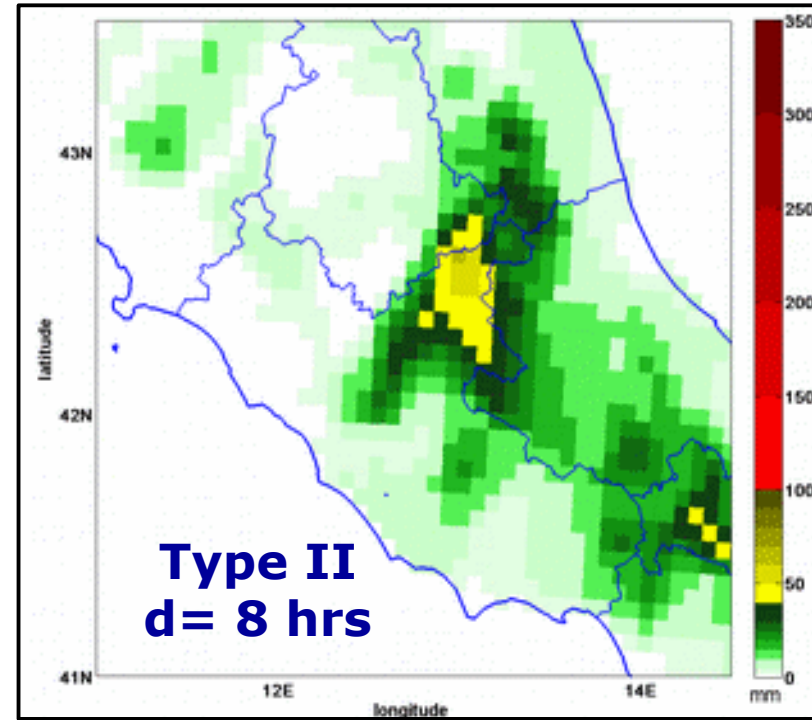 350
300
43N
250
200
latitude
150
42N
100
Type II
50
d= 8 hrs
41N
0
12E
14E
mm
longitude